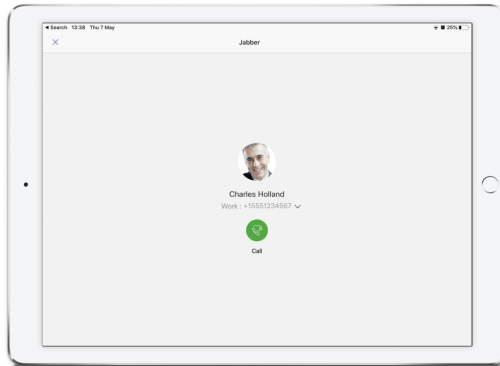 Search 13:38 Thu 7 May
25%
Jabber
Charles Holland
Work : +15551234567
Call